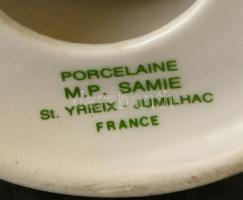 PORCELAINE
M.P. SAMIE
St. YRIEIX JUMILHAC
FRANCE